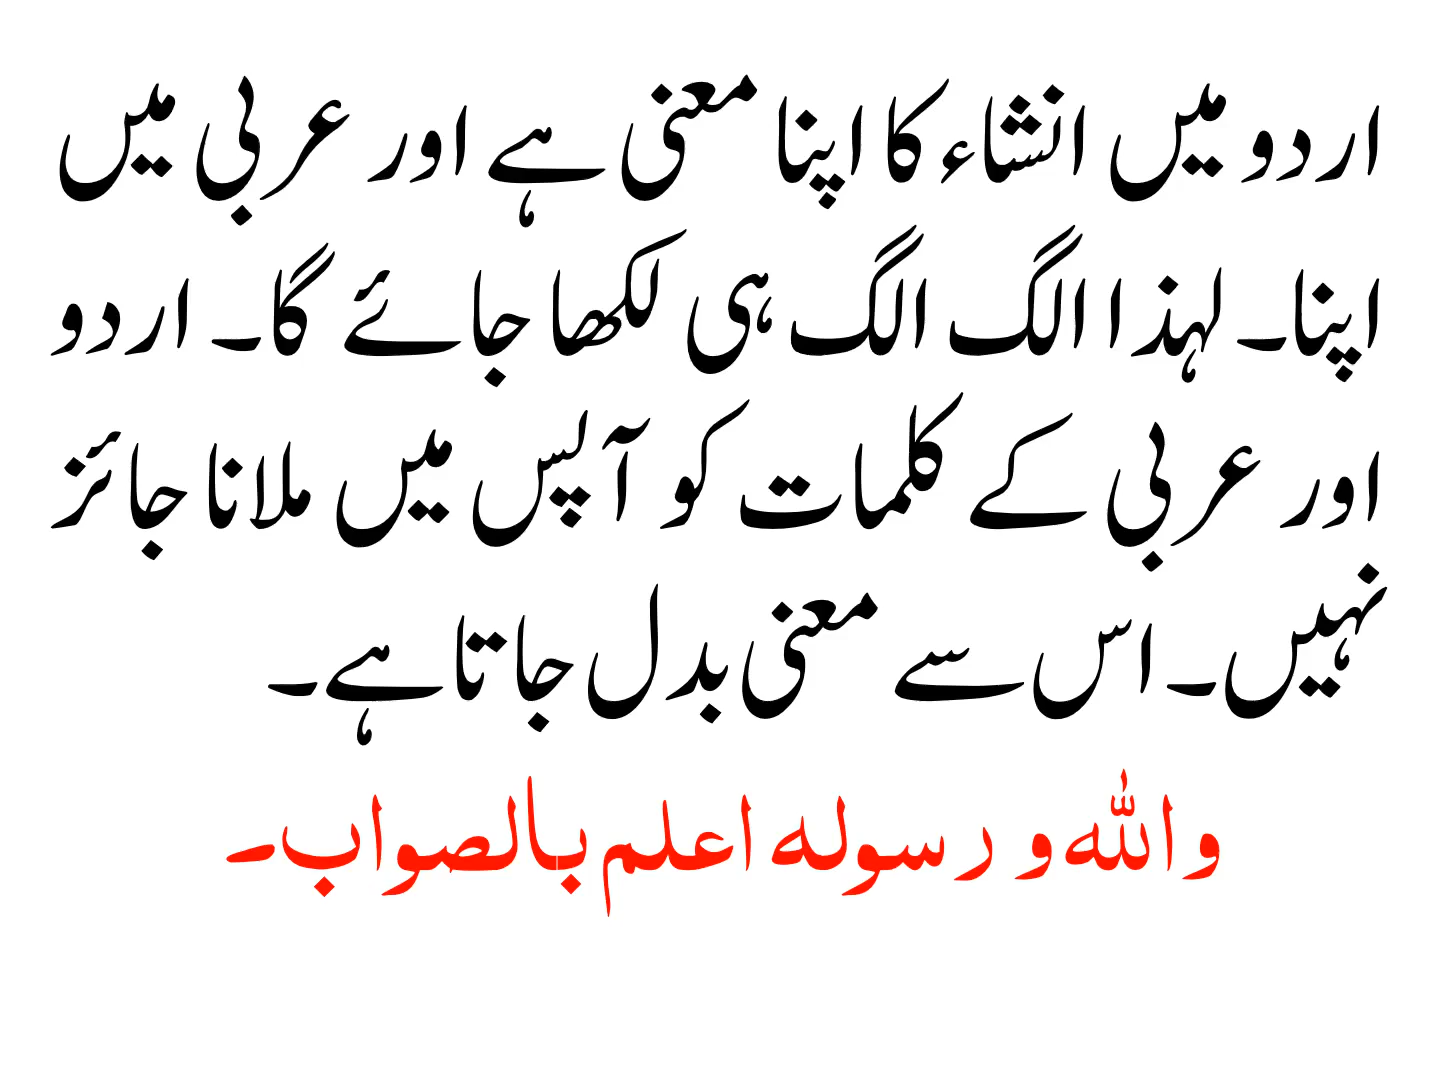 اردو میں انشاء کا اپنا معنی ہے اور عربی میں
اپنا۔ لہذا الگ الگ ہی لکھا جائے گا۔ اردو
اور عربی کے کلمات کو آپس میں ملانا جائز
نہیں۔ اس سے معنی بدل جاتا ہے۔
واللہ و رسولہ اعلم بالصواب۔